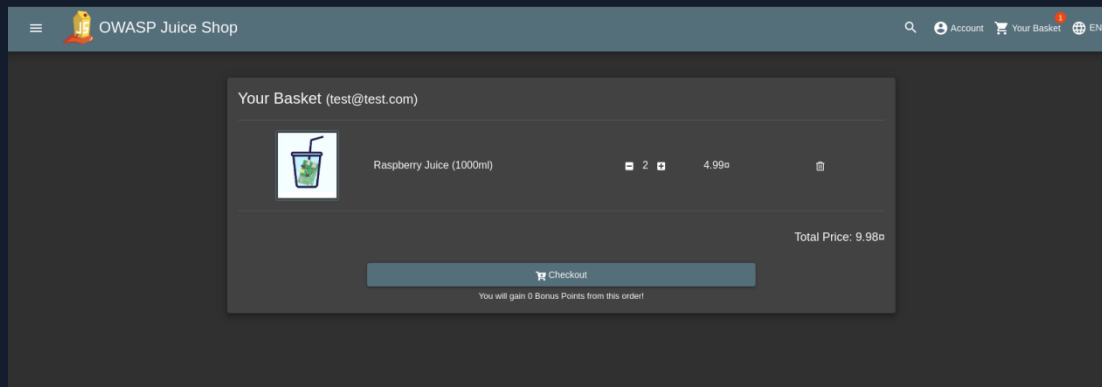 OWASP Juice Shop
Account
1
Your Basket
EN
Your Basket (test@test.com)
Raspberry Juice (1000ml)
2
4.99¤
Total Price: 9.98¤
Checkout
You will gain 0 Bonus Points from this order!